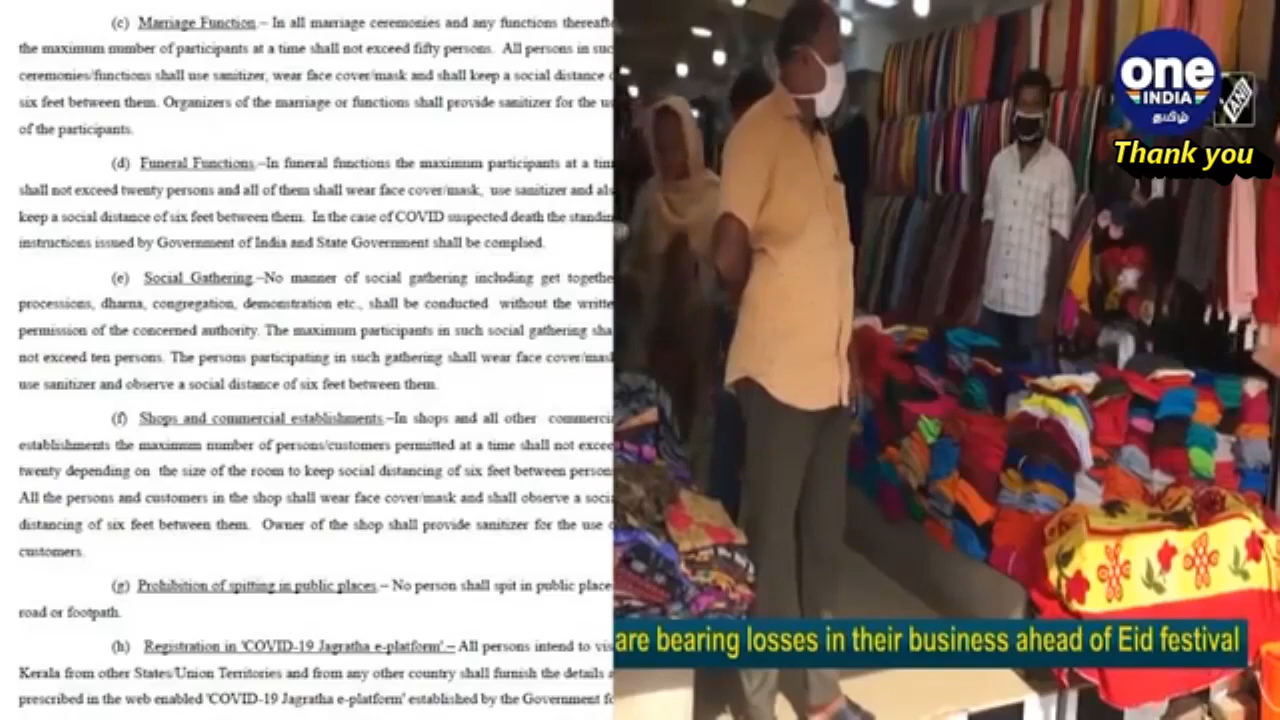 (c) Marriage Function.– In all marriage ceremonies and any functions thereafte
the maximum number of participants at a time shall not exceed fifty persons. All persons in suc
ceremonies/functions shall use sanitizer, wear face cover/mask and shall keep a social distance
six feet between them. Organizers of the marriage or functions shall provide sanitizer for the us
of the participants.
(d) Funeral Functions.–In funeral functions the maximum participants at a tim
shall not exceed twenty persons and all of them shall wear face cover/mask, use sanitizer and als
keep a social distance of six feet between them. In the case of COVID suspected death the standin
instructions issued by Government of India and State Government shall be complied.
(e) Social Gathering.–No manner of social gathering including get togethe
processions, dharna, congregation, demonstration etc., shall be conducted without the writte
permission of the concerned authority. The maximum participants in such social gathering sha
not exceed ten persons. The persons participating in such gathering shall wear face cover/mas
use sanitizer and observe a social distance of six feet between them.
(f) Shops and commercial establishments.–In shops and all other commerci
establishments the maximum number of persons/customers permitted at a time shall not excee
twenty depending on the size of the room to keep social distancing of six feet between person
All the persons and customers in the shop shall wear face cover/mask and shall observe a soci
distancing of six feet between them. Owner of the shop shall provide sanitizer for the use
customers.
(g) Prohibition of spitting in public places.– No person shall spit in public place
road or footpath.
(h) Registration in 'COVID-19 Jagratha e-platform'.– All persons intend to vis
Kerala from other States/Union Territories and from any other country shall furnish the details a
prescribed in the web enabled 'COVID-19 Jagratha e-platform' established by the Government fo
one
INDIA
தமிழ்
ANI
Thank you
are bearing losses in their business ahead of Eid festival